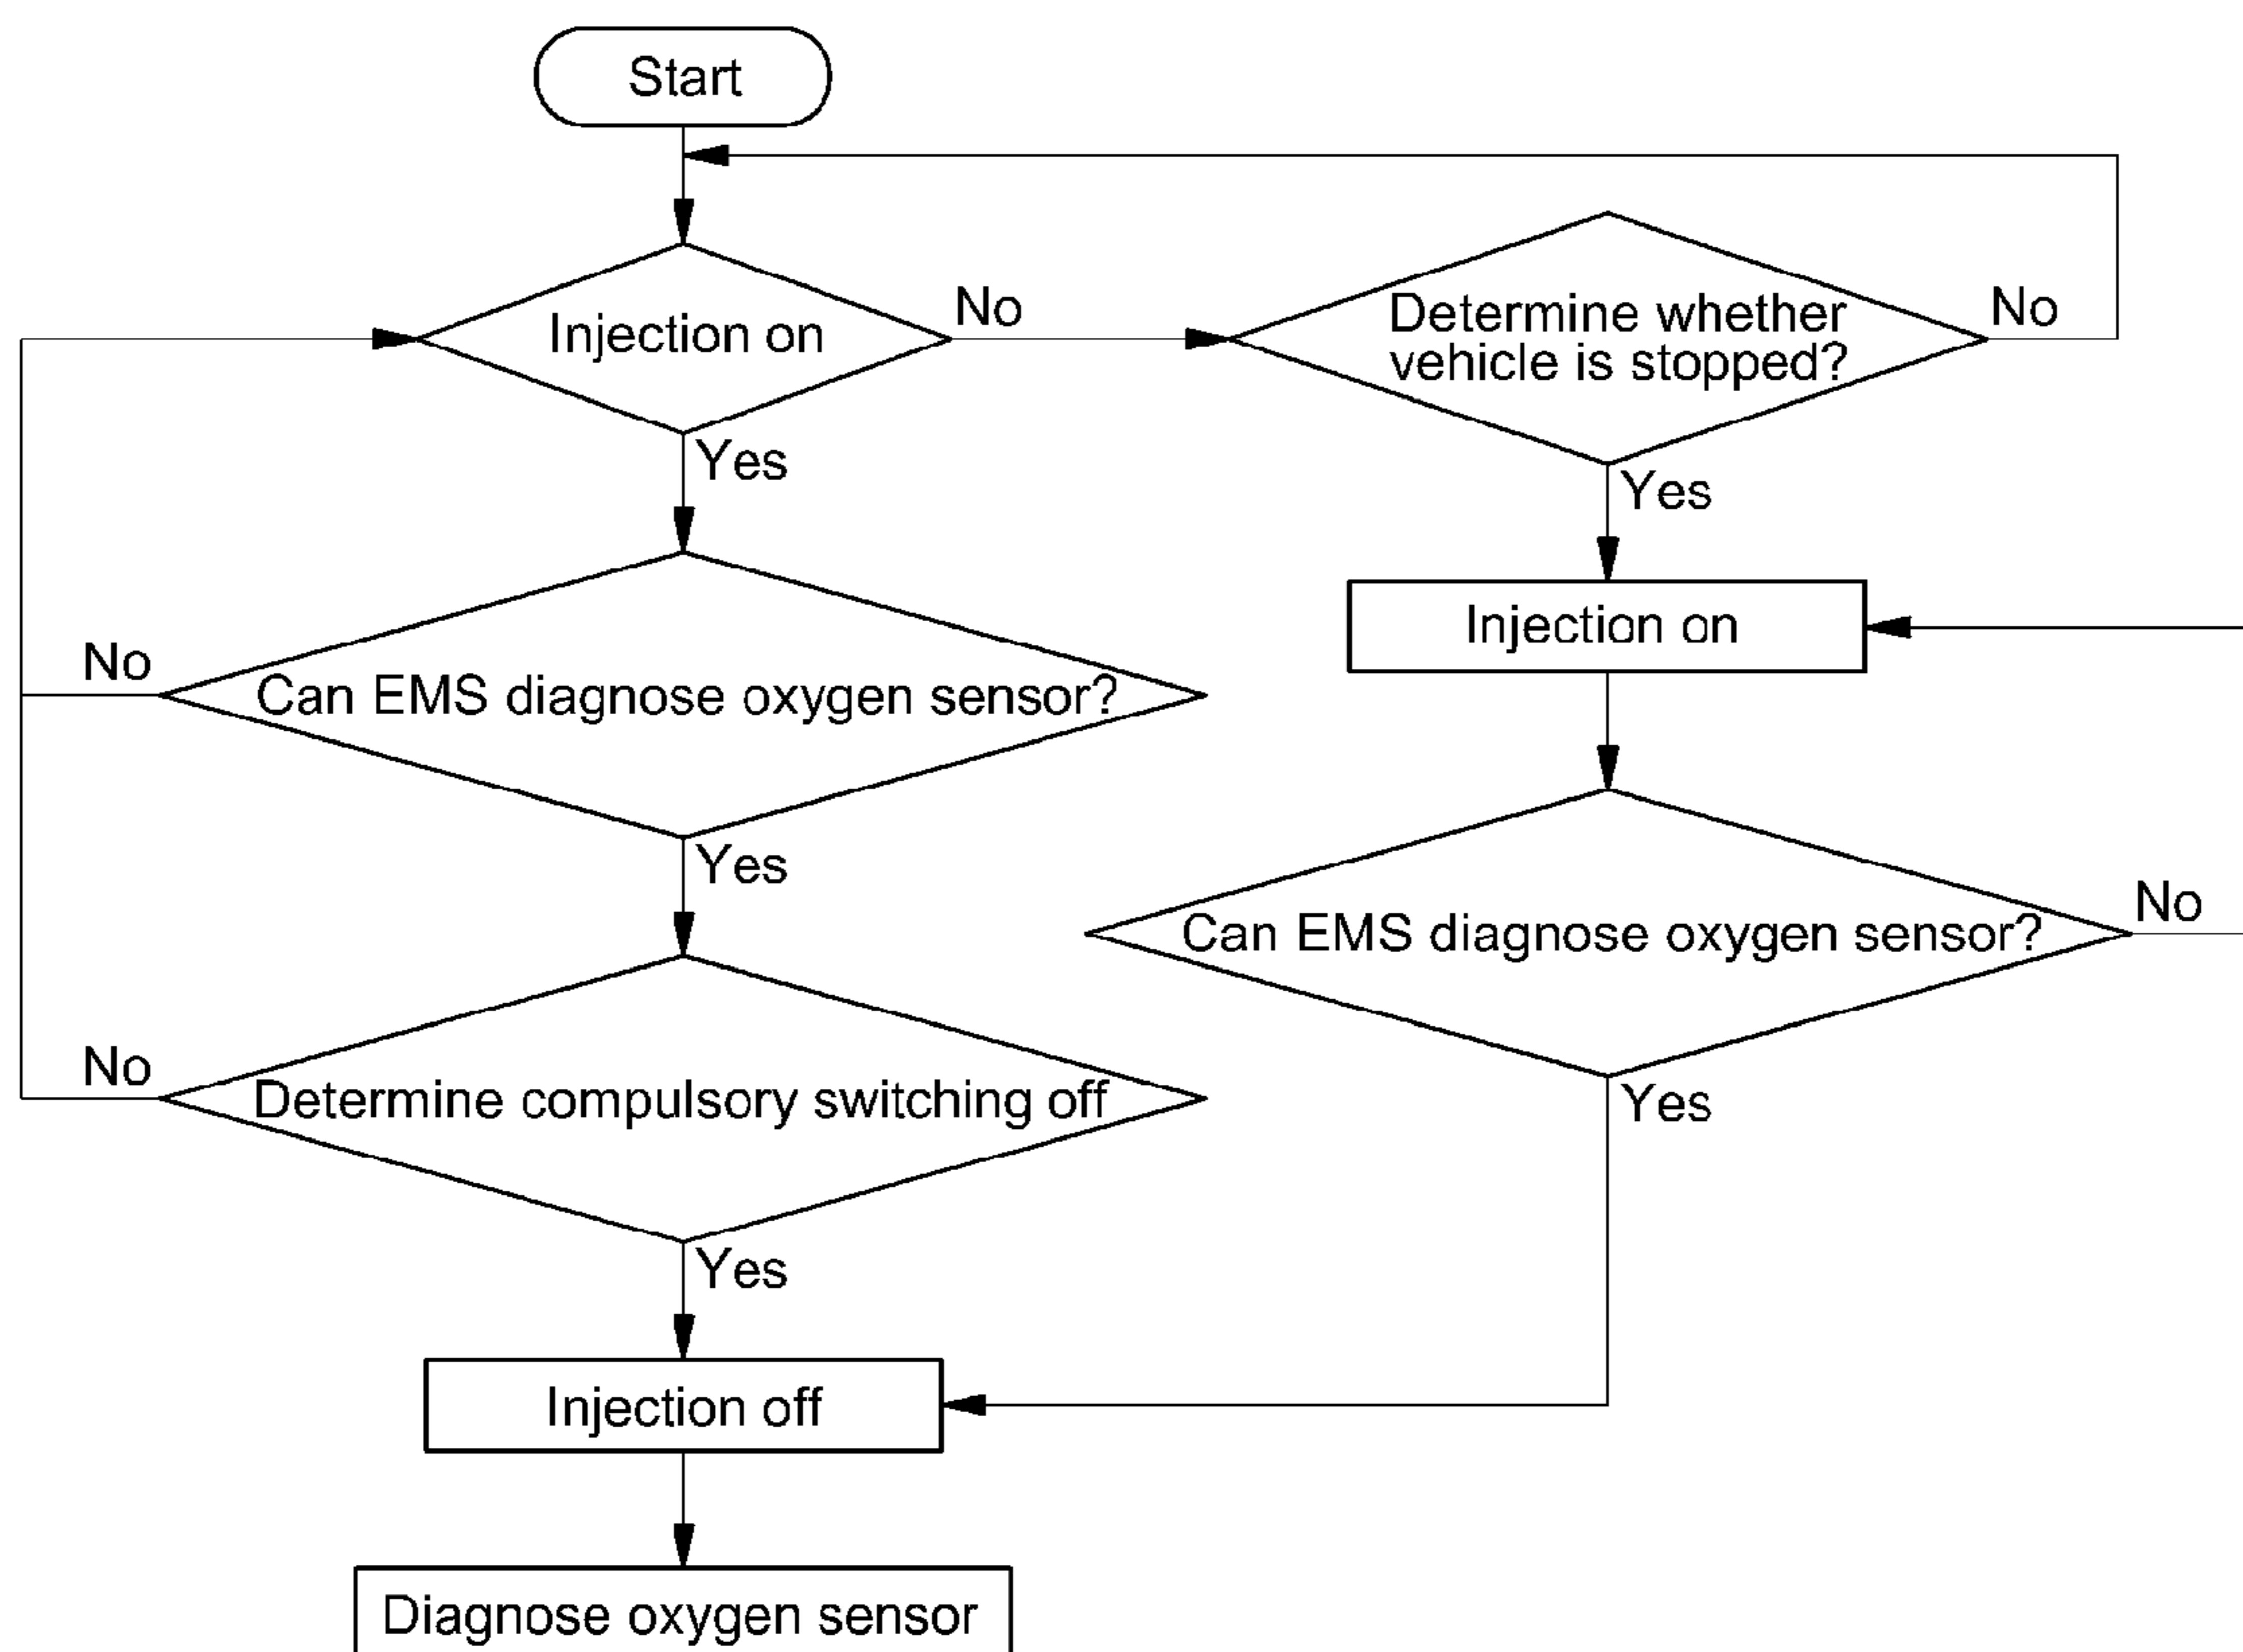 Start
Injection on
No
Determine whether
vehicle is stopped?
No
Yes
Yes
Injection on
No
Can EMS diagnose oxygen sensor?
Yes
Can EMS diagnose oxygen sensor?
No
No
Determine compulsory switching off
Yes
Yes
Injection off
Diagnose oxygen sensor